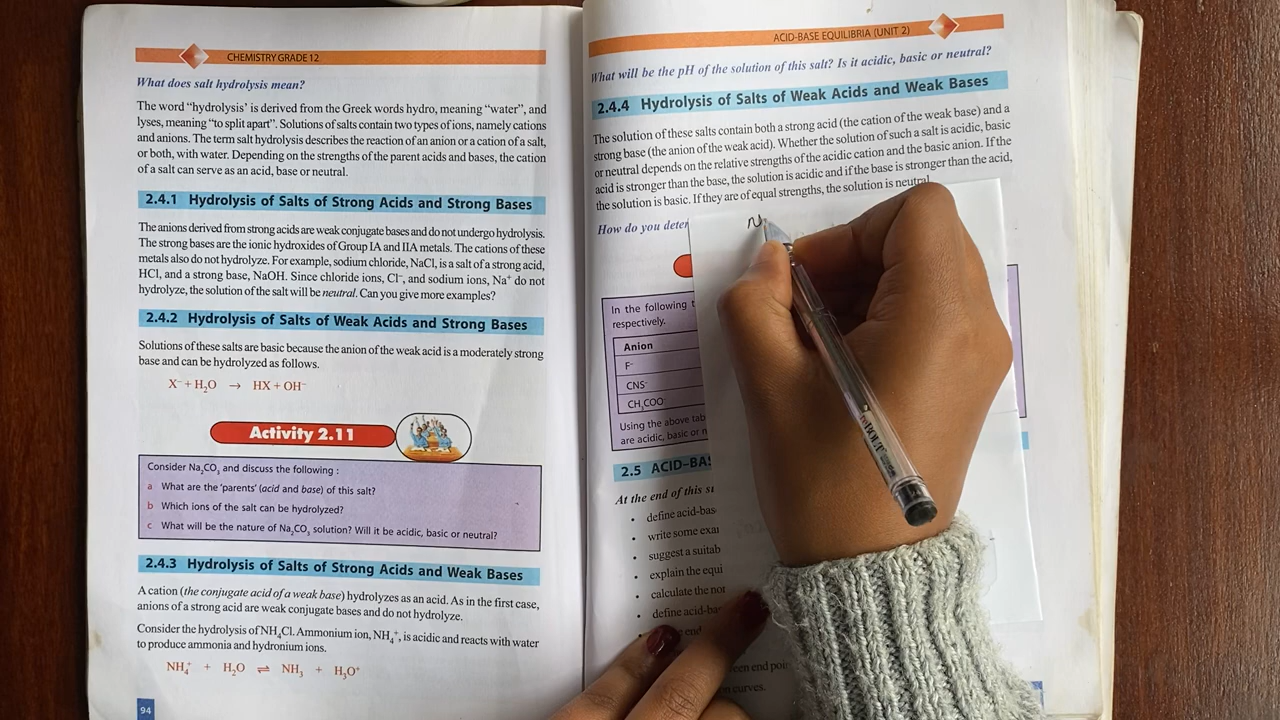 CHEMISTRY GRADE 12
What does salt hydrolysis mean?
The word “hydrolysis’ is derived from the Greek words hydro, meaning “water”, and
lyses, meaning “to split apart”. Solutions of salts contain two types of ions, namely cations
and anions. The term salt hydrolysis describes the reaction of an anion or a cation of a salt,
or both, with water. Depending on the strengths of the parent acids and bases, the cation
of a salt can serve as an acid, base or neutral.
2.4.1 Hydrolysis of Salts of Strong Acids and Strong Bases
The anions derived from strong acids are weak conjugate bases and do not undergo hydrolysis.
The strong bases are the ionic hydroxides of Group IA and IIA metals. The cations of these
metals also do not hydrolyze. For example, sodium chloride, NaCl, is a salt of a strong acid,
HCl, and a strong base, NaOH. Since chloride ions, Cl⁻, and sodium ions, Na⁺ do not
hydrolyze, the solution of the salt will be neutral. Can you give more examples?
2.4.2 Hydrolysis of Salts of Weak Acids and Strong Bases
Solutions of these salts are basic because the anion of the weak acid is a moderately strong
base and can be hydrolyzed as follows.
X⁻ + H₂O → HX + OH⁻
Activity 2.11
Consider Na₂CO₃ and discuss the following :
a What are the ‘parents’ (acid and base) of this salt?
b Which ions of the salt can be hydrolyzed?
c What will be the nature of Na₂CO₃ solution? Will it be acidic, basic or neutral?
2.4.3 Hydrolysis of Salts of Strong Acids and Weak Bases
A cation (the conjugate acid of a weak base) hydrolyzes as an acid. As in the first case,
anions of a strong acid are weak conjugate bases and do not hydrolyze.
Consider the hydrolysis of NH₄Cl. Ammonium ion, NH₄⁺, is acidic and reacts with water
to produce ammonia and hydronium ions.
NH₄⁺ + H₂O ⇌ NH₃ + H₃O⁺
94
ACID-BASE EQUILIBRIA (UNIT 2)
What will be the pH of the solution of this salt? Is it acidic, basic or neutral?
2.4.4 Hydrolysis of Salts of Weak Acids and Weak Bases
The solution of these salts contain both a strong acid (the cation of the weak base) and a
strong base (the anion of the weak acid). Whether the solution of such a salt is acidic, basic
or neutral depends on the relative strengths of the acidic cation and the basic anion. If the
acid is stronger than the base, the solution is acidic and if the base is stronger than the acid,
the solution is basic. If they are of equal strengths, the solution is neutral
How do you deter
In the following t
respectively.
Anion
F⁻
CNS⁻
CH₃COO⁻
Using the above tab
are acidic, basic or n
2.5 ACID–BAS
At the end of this su
• define acid-bas
• write some exa
• suggest a suitab
• explain the equi
• calculate the not
• define acid-ba
end
een end poin
n curves.